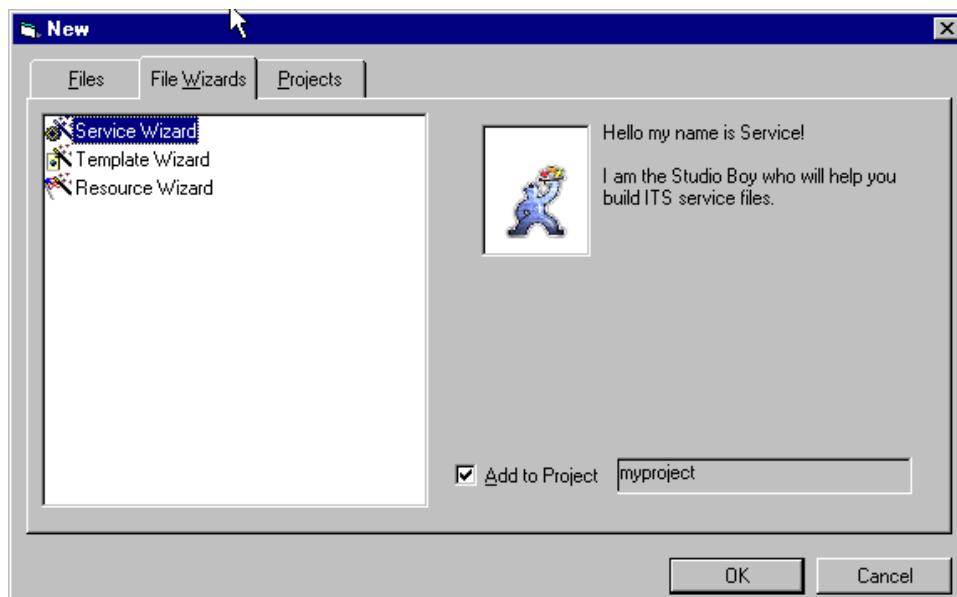 New
Files File Wizards Projects
Service Wizard
Template Wizard
Resource Wizard
Hello my name is Service!
I am the Studio Boy who will help you
build ITS service files.
Add to Project myproject
OK Cancel